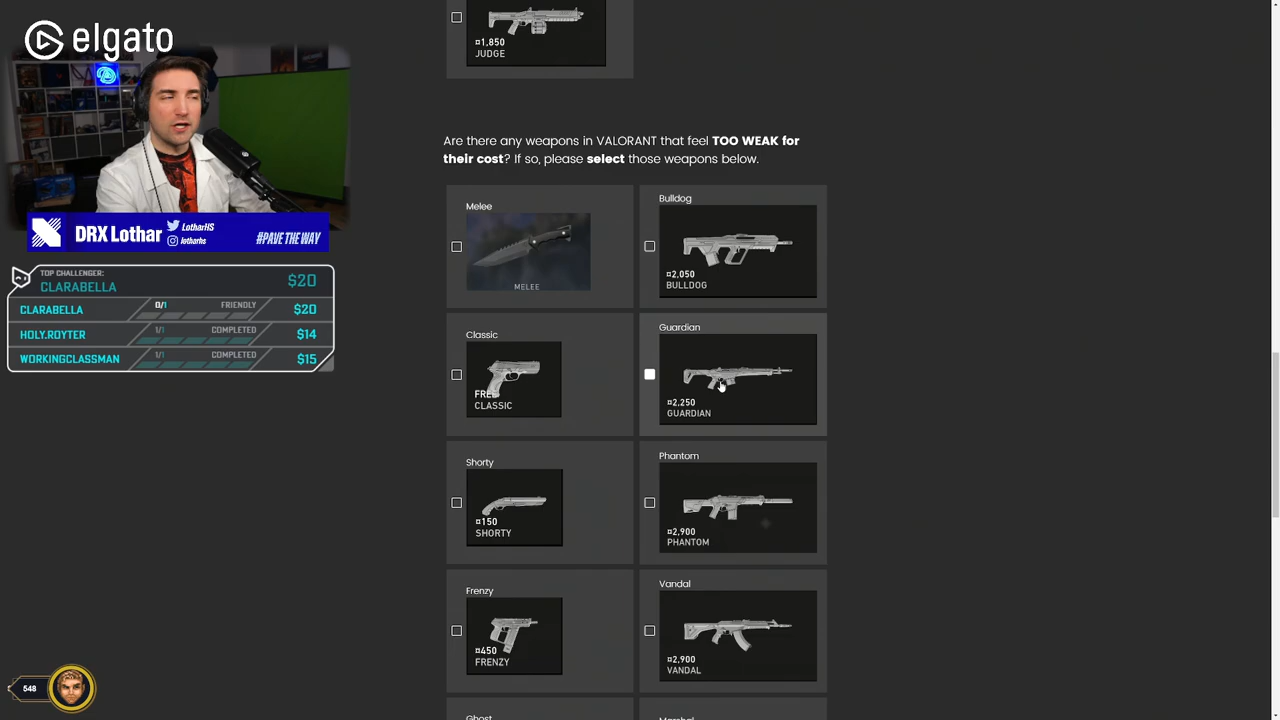 elgato
DRX Lothar
LotharHS
lotharhs
#PAVE THE WAY
TOP CHALLENGER:
CLARABELLA
$20
CLARABELLA 0/1 FRIENDLY $20
HOLY.ROYTER 1/1 COMPLETED $14
WORKINGCLASSMAN 1/1 COMPLETED $15
548
¤1,850
JUDGE
Are there any weapons in VALORANT that feel TOO WEAK for
their cost? If so, please select those weapons below.
Melee
MELEE
Bulldog
¤2,050
BULLDOG
Classic
FREE
CLASSIC
Guardian
¤2,250
GUARDIAN
Shorty
¤150
SHORTY
Phantom
¤2,900
PHANTOM
Frenzy
¤450
FRENZY
Vandal
¤2,900
VANDAL
Ghost
Marshal